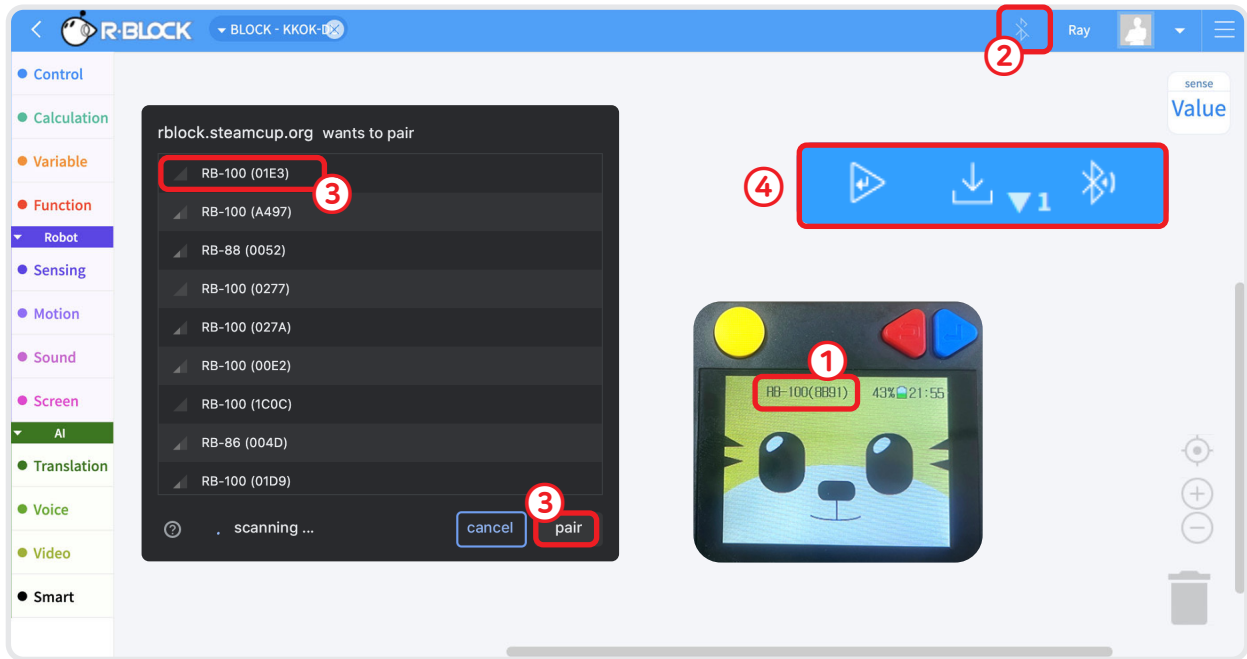 R·BLOCK
BLOCK - KKOK-D
②
Ray
Control
Calculation
Variable
Function
Robot
Sensing
Motion
Sound
Screen
AI
Translation
Voice
Video
Smart
rblock.steamcup.org wants to pair
RB-100 (01E3)
③
RB-100 (A497)
RB-88 (0052)
RB-100 (0277)
RB-100 (027A)
RB-100 (00E2)
RB-100 (1C0C)
RB-86 (004D)
RB-100 (01D9)
③
? . scanning ...
cancel
pair
sense
Value
④
▼1
①
RB-100(8B91) 43% 21:55